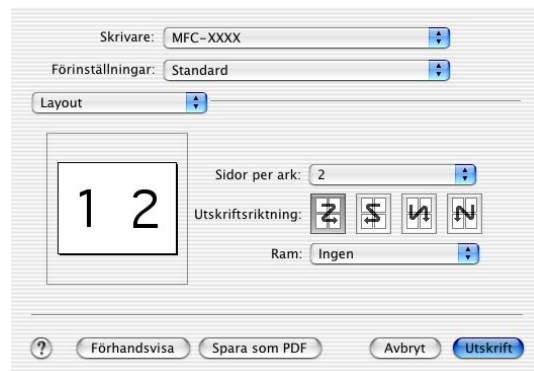 Skrivare: MFC-XXXX
Förinställningar: Standard
Layout
1 2
Sidor per ark: 2
Utskriftsriktning:
Ram: Ingen
? Förhandsvisa Spara som PDF Avbryt Utskrift